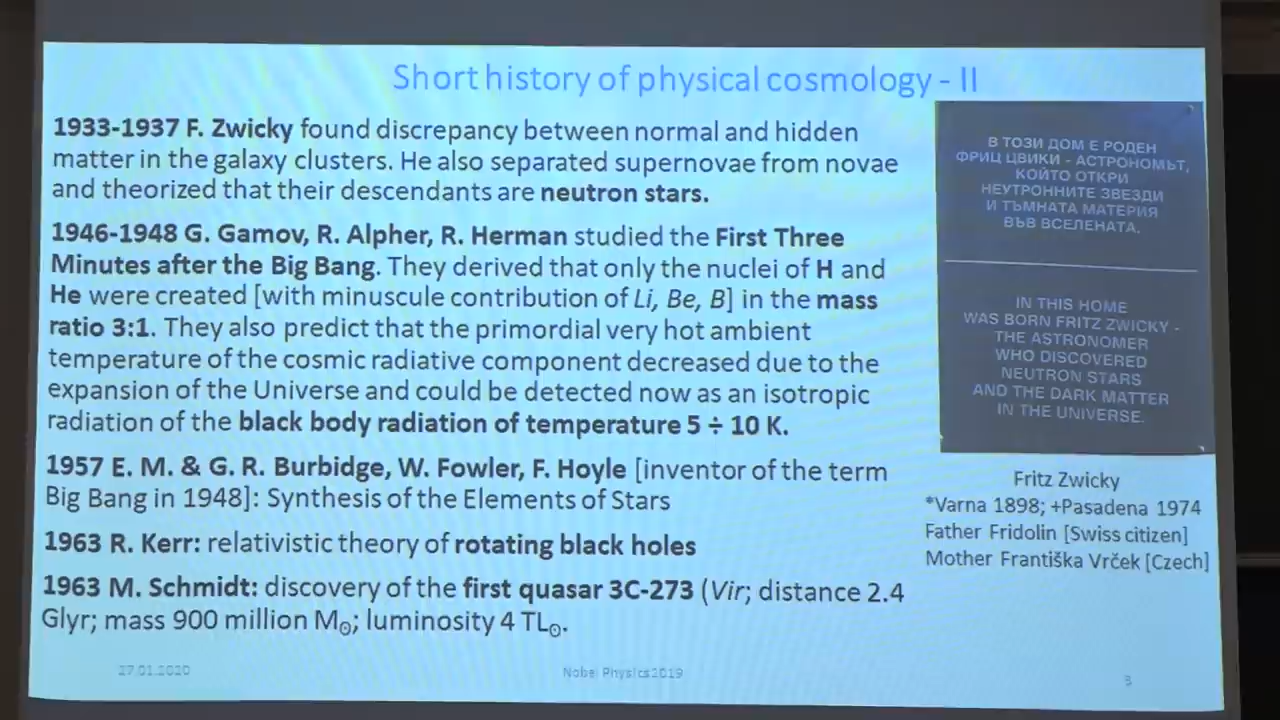 Short history of physical cosmology - II
1933-1937 F. Zwicky found discrepancy between normal and hidden
matter in the galaxy clusters. He also separated supernovae from novae
and theorized that their descendants are neutron stars.
1946-1948 G. Gamov, R. Alpher, R. Herman studied the First Three
Minutes after the Big Bang. They derived that only the nuclei of H and
He were created [with minuscule contribution of Li, Be, B] in the mass
ratio 3:1. They also predict that the primordial very hot ambient
temperature of the cosmic radiative component decreased due to the
expansion of the Universe and could be detected now as an isotropic
radiation of the black body radiation of temperature 5 ÷ 10 K.
1957 E. M. & G. R. Burbidge, W. Fowler, F. Hoyle [inventor of the term
Big Bang in 1948]: Synthesis of the Elements of Stars
1963 R. Kerr: relativistic theory of rotating black holes
1963 M. Schmidt: discovery of the first quasar 3C-273 (Vir; distance 2.4
Glyr; mass 900 million M☉; luminosity 4 TL☉.
В ТОЗИ ДОМ Е РОДЕН
ФРИЦ ЦВИКИ - АСТРОНОМЪТ,
КОЙТО ОТКРИ
НЕУТРОННИТЕ ЗВЕЗДИ
И ТЪМНАТА МАТЕРИЯ
ВЪВ ВСЕЛЕНАТА.
IN THIS HOME
WAS BORN FRITZ ZWICKY -
THE ASTRONOMER
WHO DISCOVERED
NEUTRON STARS
AND THE DARK MATTER
IN THE UNIVERSE.
Fritz Zwicky
*Varna 1898; +Pasadena 1974
Father Fridolin [Swiss citizen]
Mother Františka Vrček [Czech]
27.01.2020
Nobel Physics 2019
3